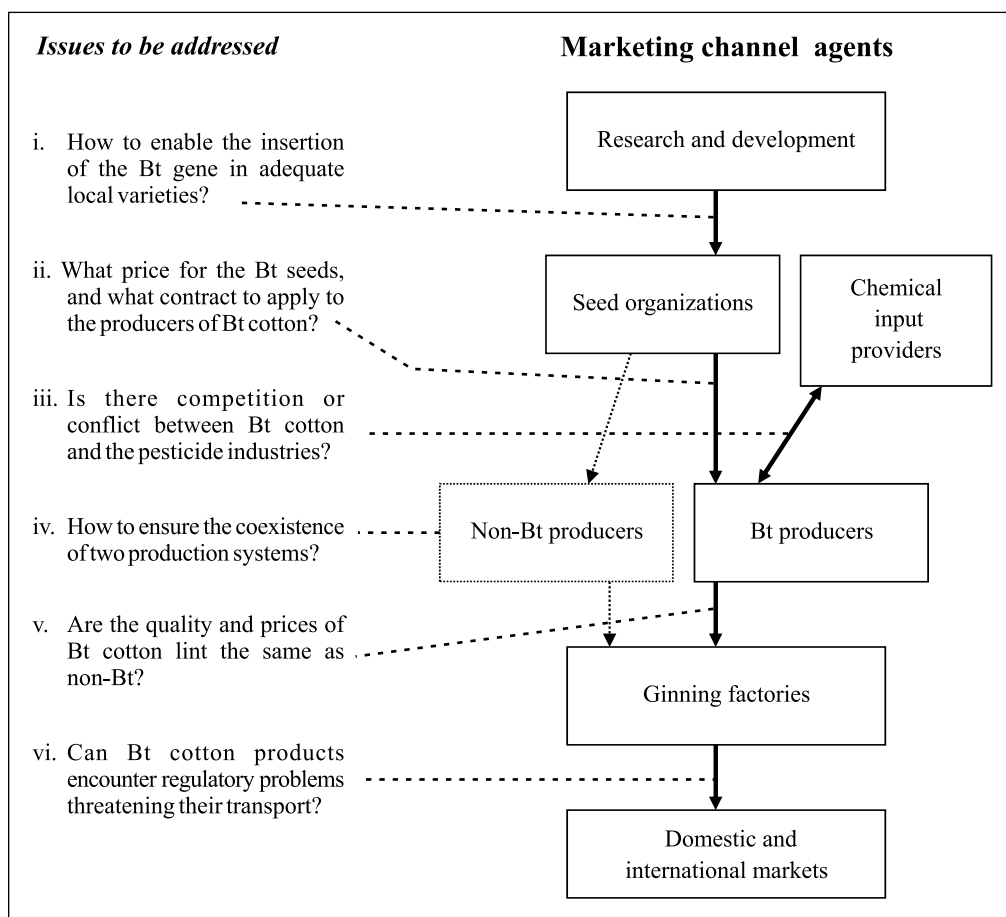 Issues to be addressed
Marketing channel agents
i. How to enable the insertion
of the Bt gene in adequate
local varieties?
ii. What price for the Bt seeds,
and what contract to apply to
the producers of Bt cotton?
iii. Is there competition or
conflict between Bt cotton
and the pesticide industries?
iv. How to ensure the coexistence
of two production systems?
v. Are the quality and prices of
Bt cotton lint the same as
non-Bt?
vi. Can Bt cotton products
encounter regulatory problems
threatening their transport?
Research and development
Seed organizations
Chemical
input
providers
Non-Bt producers
Bt producers
Ginning factories
Domestic and
international markets